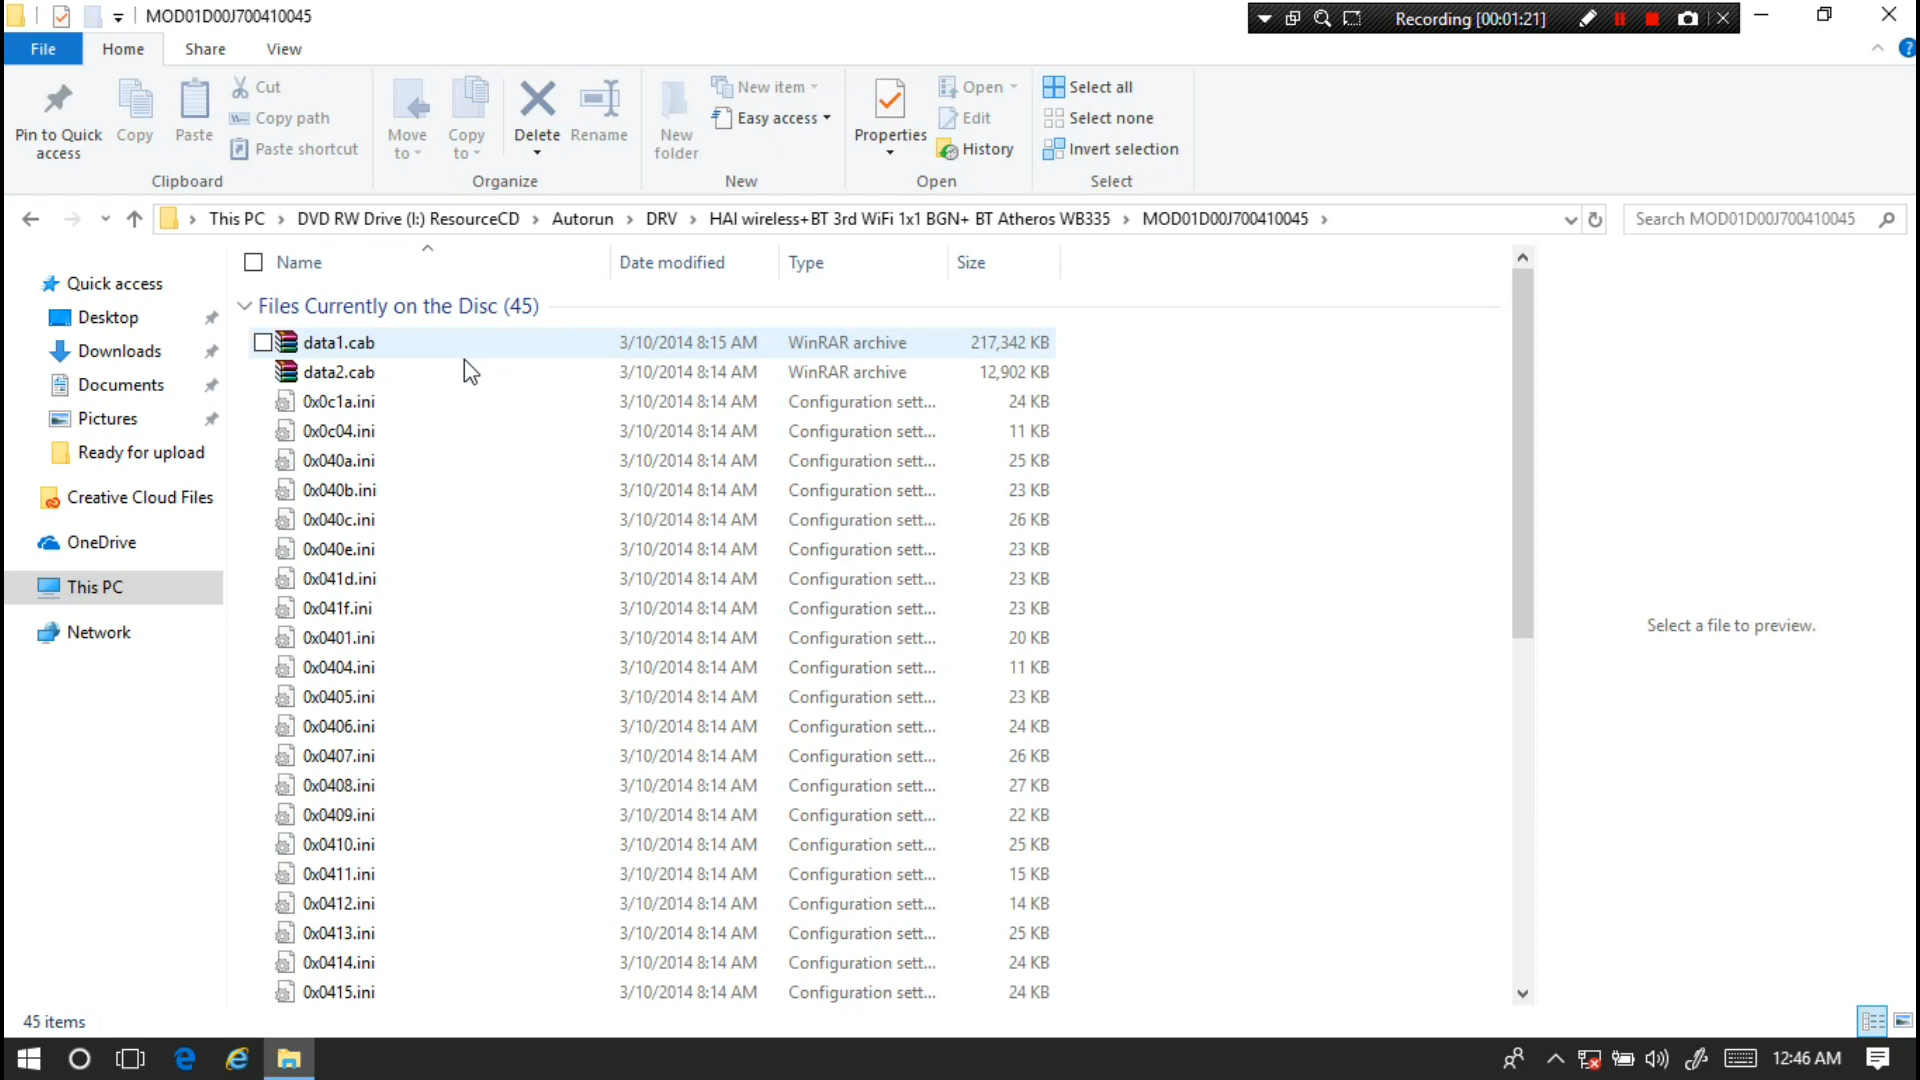 MOD01D00J700410045
Recording [00:01:21]
File Home Share View
Pin to Quick access
Copy
Paste
Cut
Copy path
Paste shortcut
Move to
Copy to
Delete
Rename
New folder
New item
Easy access
Properties
Open
Edit
History
Select all
Select none
Invert selection
Clipboard Organize New Open Select
This PC DVD RW Drive (I:) ResourceCD Autorun DRV HAI wireless+BT 3rd WiFi 1x1 BGN+ BT Atheros WB335 MOD01D00J700410045
Search MOD01D00J700410045
Quick access
Desktop
Downloads
Documents
Pictures
Ready for upload
Creative Cloud Files
OneDrive
This PC
Network
Name Date modified Type Size
Files Currently on the Disc (45)
data1.cab 3/10/2014 8:15 AM WinRAR archive 217,342 KB
data2.cab 3/10/2014 8:14 AM WinRAR archive 12,902 KB
0x0c1a.ini 3/10/2014 8:14 AM Configuration sett... 24 KB
0x0c04.ini 3/10/2014 8:14 AM Configuration sett... 11 KB
0x040a.ini 3/10/2014 8:14 AM Configuration sett... 25 KB
0x040b.ini 3/10/2014 8:14 AM Configuration sett... 23 KB
0x040c.ini 3/10/2014 8:14 AM Configuration sett... 26 KB
0x040e.ini 3/10/2014 8:14 AM Configuration sett... 23 KB
0x041d.ini 3/10/2014 8:14 AM Configuration sett... 23 KB
0x041f.ini 3/10/2014 8:14 AM Configuration sett... 23 KB
0x0401.ini 3/10/2014 8:14 AM Configuration sett... 20 KB
0x0404.ini 3/10/2014 8:14 AM Configuration sett... 11 KB
0x0405.ini 3/10/2014 8:14 AM Configuration sett... 23 KB
0x0406.ini 3/10/2014 8:14 AM Configuration sett... 24 KB
0x0407.ini 3/10/2014 8:14 AM Configuration sett... 26 KB
0x0408.ini 3/10/2014 8:14 AM Configuration sett... 27 KB
0x0409.ini 3/10/2014 8:14 AM Configuration sett... 22 KB
0x0410.ini 3/10/2014 8:14 AM Configuration sett... 25 KB
0x0411.ini 3/10/2014 8:14 AM Configuration sett... 15 KB
0x0412.ini 3/10/2014 8:14 AM Configuration sett... 14 KB
0x0413.ini 3/10/2014 8:14 AM Configuration sett... 25 KB
0x0414.ini 3/10/2014 8:14 AM Configuration sett... 24 KB
0x0415.ini 3/10/2014 8:14 AM Configuration sett... 24 KB
Select a file to preview.
45 items
12:46 AM